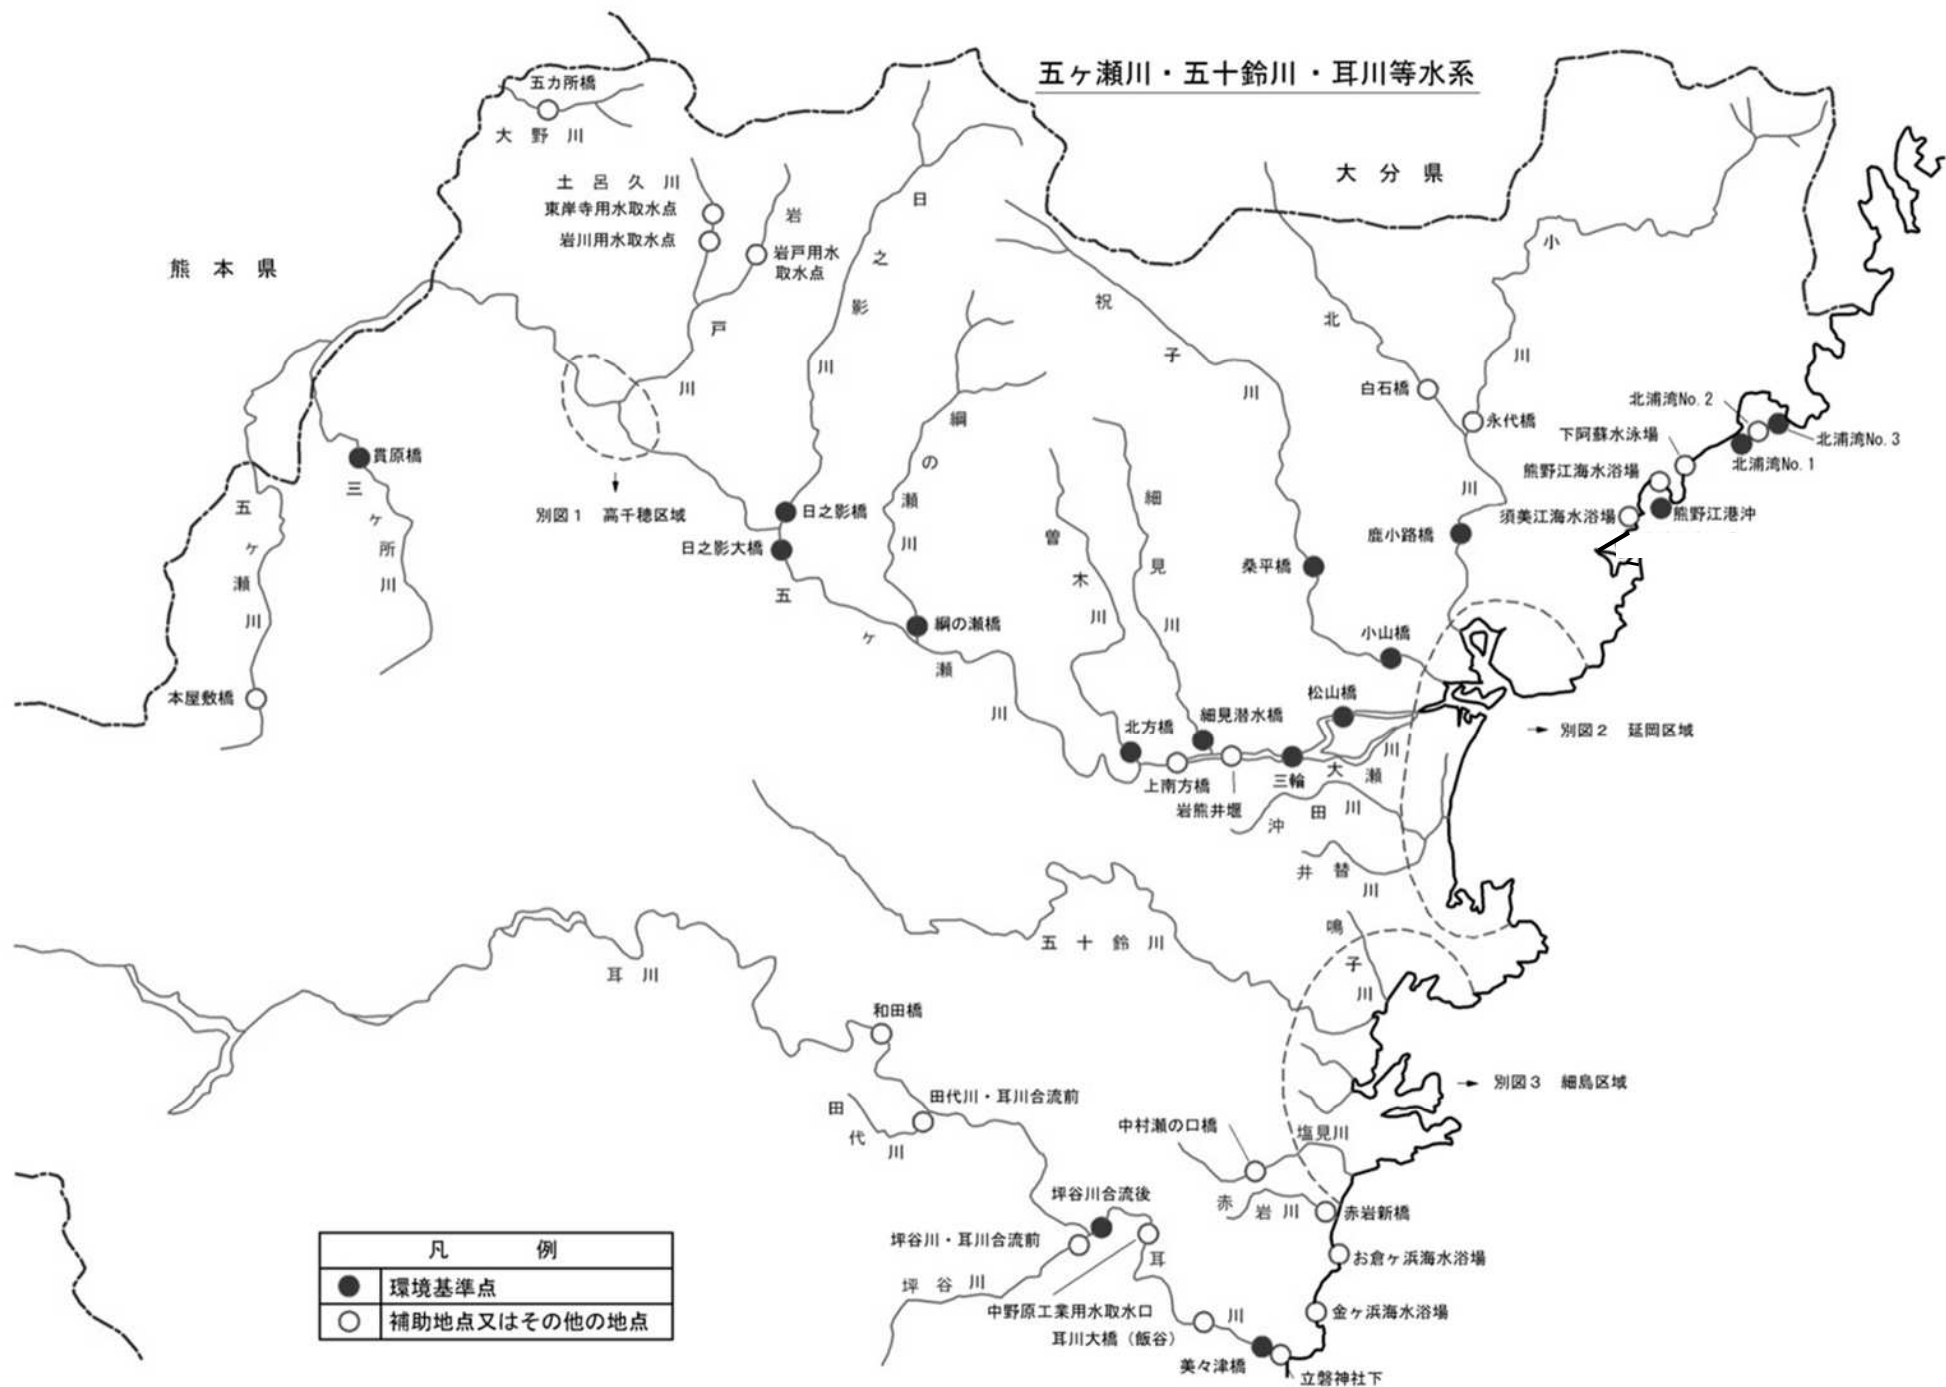 五ヶ瀬川・五十鈴川・耳川等水系
五カ所橋
大野川
土呂久川
東岸寺用水取水点
岩川用水取水点
岩戸川
岩戸用水
取水点
熊本県
大分県
日之影川
祝子川
北川
小川
綱の瀬川
白石橋
永代橋
北浦湾No.2
北浦湾No.3
北浦湾No.1
下阿蘇水泳場
熊野江海水浴場
須美江海水浴場
熊野江港沖
貫原橋
三ヶ所川
五ヶ瀬川
本屋敷橋
別図1 高千穂区域
日之影橋
日之影大橋
五ヶ瀬川
綱の瀬橋
曽木川
細見川
鹿小路橋
桑平橋
小山橋
松山橋
北方橋
細見潜水橋
上南方橋
岩熊井堰
三輪
大瀬川
沖田川
井替川
別図2 延岡区域
五十鈴川
鳴子川
耳川
和田橋
田代川・耳川合流前
田代川
別図3 細島区域
中村瀬の口橋
塩見川
赤岩川
赤岩新橋
坪谷川合流後
坪谷川・耳川合流前
坪谷川
耳川
お倉ヶ浜海水浴場
中野原工業用水取水口
金ヶ浜海水浴場
耳川大橋（飯谷）
美々津橋
立磐神社下
凡例
環境基準点
補助地点又はその他の地点